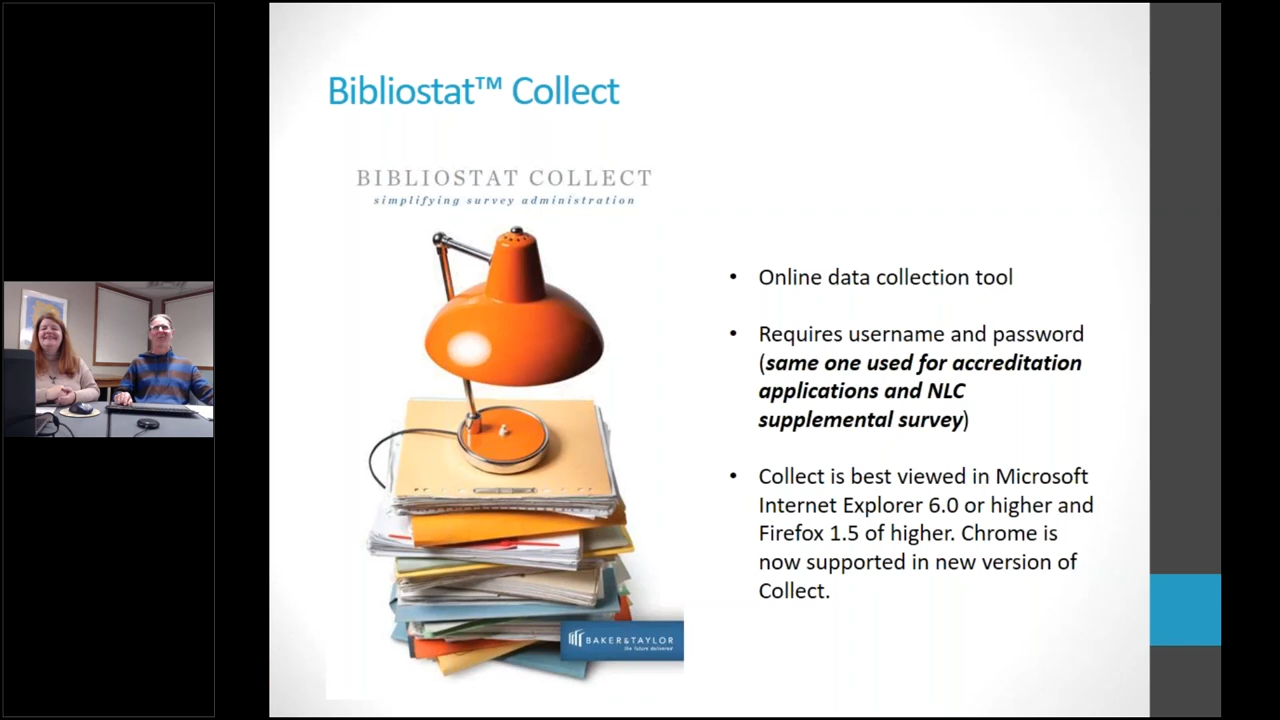 Bibliostat™ Collect
BIBLIOSTAT COLLECT
simplifying survey administration
• Online data collection tool
• Requires username and password
(same one used for accreditation
applications and NLC
supplemental survey)
• Collect is best viewed in Microsoft
Internet Explorer 6.0 or higher and
Firefox 1.5 of higher. Chrome is
now supported in new version of
Collect.
BAKER & TAYLOR
the future delivered